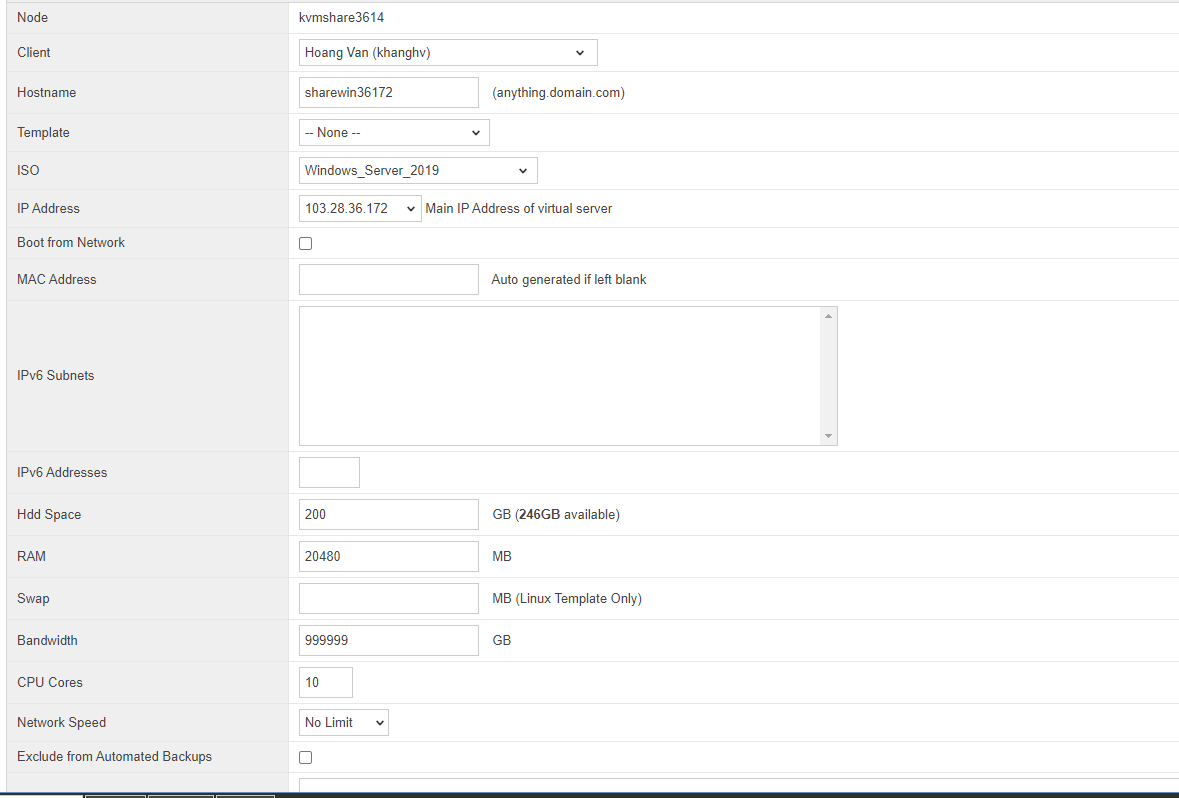 Node kvmshare3614
Client Hoang Van (khanghv)
Hostname sharewin36172 (anything.domain.com)
Template -- None --
ISO Windows_Server_2019
IP Address 103.28.36.172 Main IP Address of virtual server
Boot from Network
MAC Address Auto generated if left blank
IPv6 Subnets
IPv6 Addresses
Hdd Space 200 GB (246GB available)
RAM 20480 MB
Swap MB (Linux Template Only)
Bandwidth 999999 GB
CPU Cores 10
Network Speed No Limit
Exclude from Automated Backups